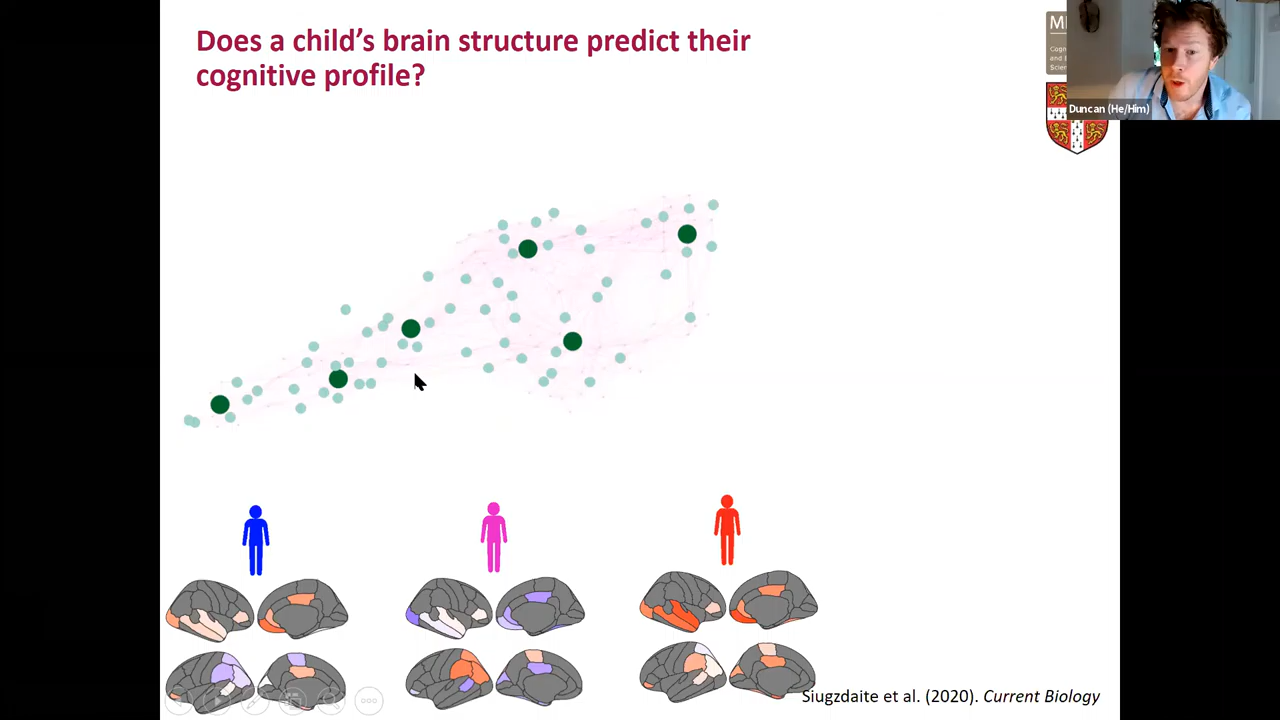 Does a child's brain structure predict their
cognitive profile?
Duncan (He/Him)
Siugzdaite et al. (2020). Current Biology